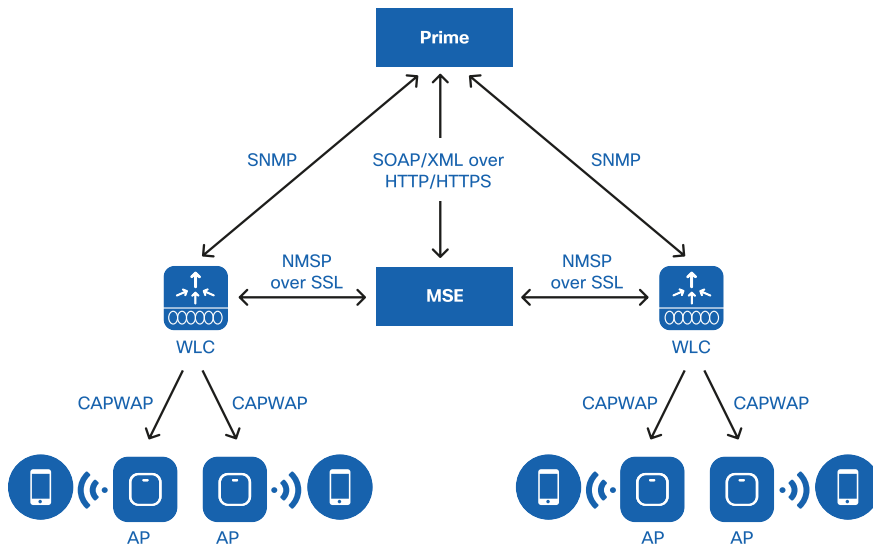 Prime
SNMP
SOAP/XML over
HTTP/HTTPS
SNMP
NMSP
over SSL
MSE
NMSP
over SSL
WLC
WLC
CAPWAP
CAPWAP
CAPWAP
CAPWAP
AP
AP
AP
AP